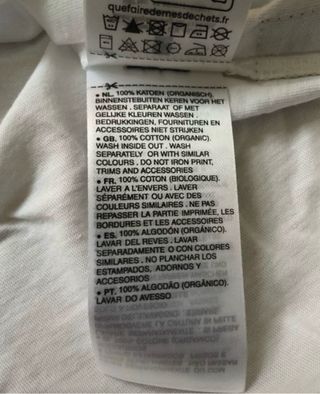 quefairedemesdechets.fr
• NL. 100% KATOEN (ORGANISCH).
BINNENSTEBUITEN KEREN VOOR HET
WASSEN . SEPARAAT OF MET
GELIJKE KLEUREN WASSEN .
BEDRUKKINGEN, FOURNITUREN EN
ACCESSOIRES NIET STRIJKEN
• GB. 100% COTTON (ORGANIC).
WASH INSIDE OUT . WASH
SEPARATELY OR WITH SIMILAR
COLOURS . DO NOT IRON PRINT,
TRIMS AND ACCESSORIES
• FR. 100% COTON (BIOLOGIQUE).
LAVER A L'ENVERS . LAVER
SÉPARÉMENT OU AVEC DES
COULEURS SIMILAIRES . NE PAS
REPASSER LA PARTIE IMPRIMÉE, LES
BORDURES ET LES ACCESSOIRES
• ES. 100% ALGODÓN (ORGÁNICO).
LAVAR DEL REVES . LAVAR
SEPARADAMENTE O CON COLORES
SIMILARES . NO PLANCHAR LOS
ESTAMPADOS, ADORNOS Y
ACCESORIOS
• PT. 100% ALGODÃO (ORGÂNICO).
LAVAR DO AVESSO